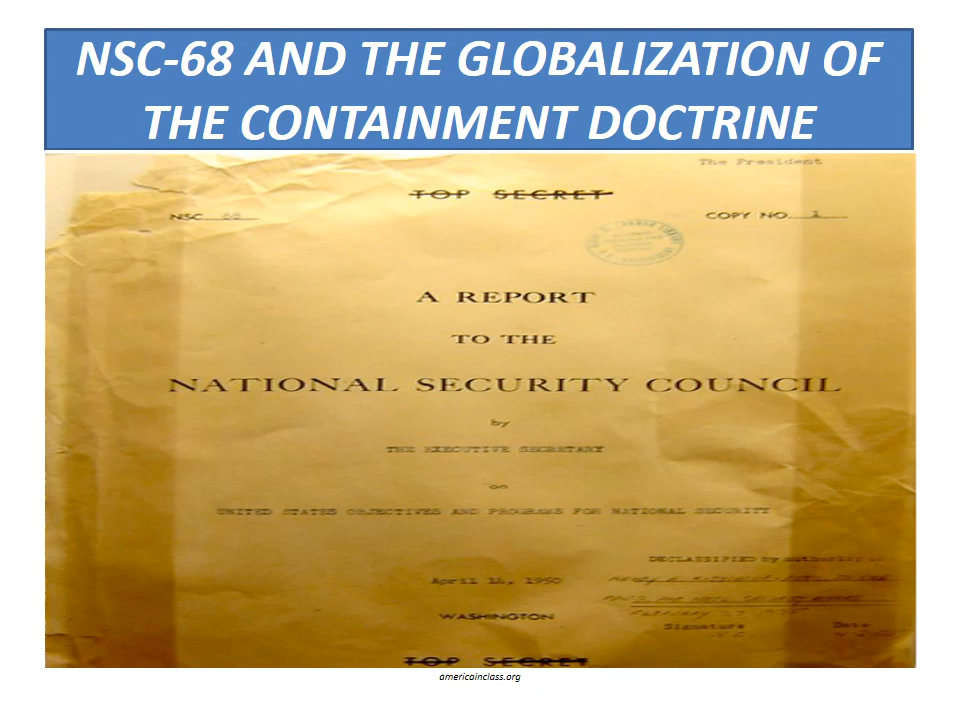 NSC-68 AND THE GLOBALIZATION OF
THE CONTAINMENT DOCTRINE
The President
TOP SECRET
NSC 68
COPY NO. 1
A REPORT
TO THE
NATIONAL SECURITY COUNCIL
by
THE EXECUTIVE SECRETARY
on
UNITED STATES OBJECTIVES AND PROGRAMS FOR NATIONAL SECURITY
DECLASSIFIED by authority
April 14, 1950
WASHINGTON
Signature
Date
TOP SECRET
americainclass.org